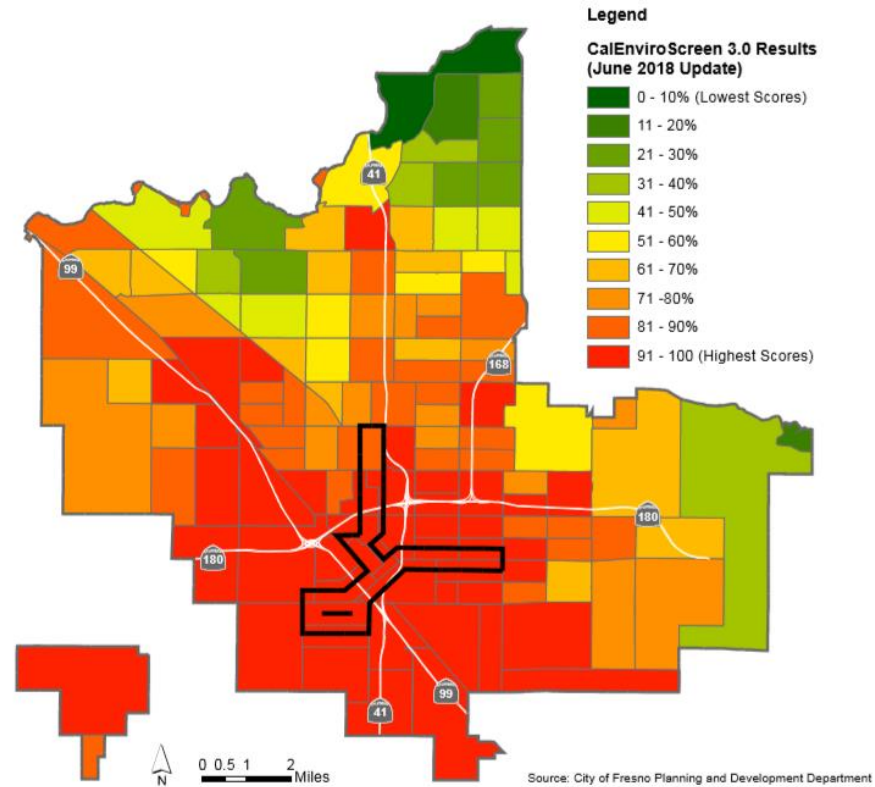 Legend
CalEnviroScreen 3.0 Results
(June 2018 Update)
0 - 10% (Lowest Scores)
11 - 20%
21 - 30%
31 - 40%
41 - 50%
51 - 60%
61 - 70%
71 -80%
81 - 90%
91 - 100 (Highest Scores)
41
99
168
180
180
99
41
N
0 0.5 1 2
Miles
Source: City of Fresno Planning and Development Department